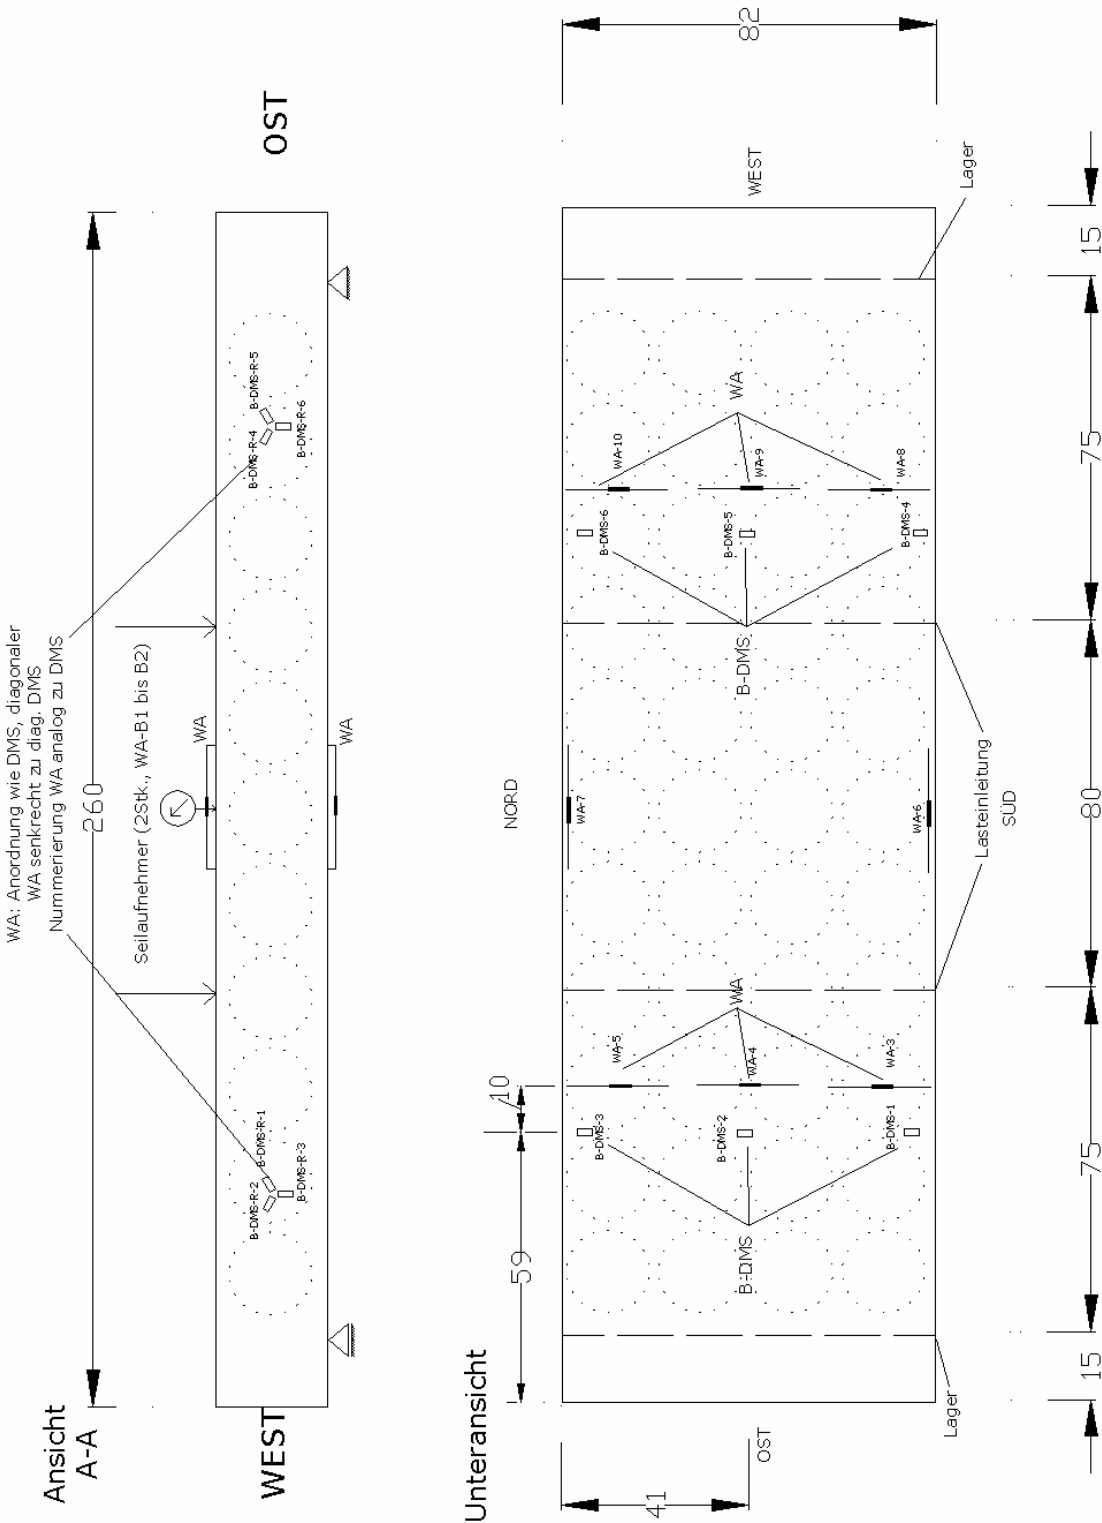 Ansicht
A-A
WEST
OST
260
WA: Anordnung wie DMS, diagonaler
WA senkrecht zu diag. DMS
Nummerierung WA analog zu DMS
Seilaufnehmer (2Stk., WA-B1 bis B2)
WA
WA
B-DMS-R-2
B-DMS-R-1
B-DMS-R-3
B-DMS-R-4
B-DMS-R-5
B-DMS-R-6
Unteransicht
59
10
NORD
41
OST
WEST
82
B-DMS-3
B-DMS-2
B-DMS-1
B-DMS
WA-5
WA-4
WA-3
WA
WA-7
WA-6
B-DMS
B-DMS-6
B-DMS-5
B-DMS-4
WA-10
WA-9
WA-8
WA
Lager
Lasteinleitung
SÜD
Lager
15
75
80
75
15